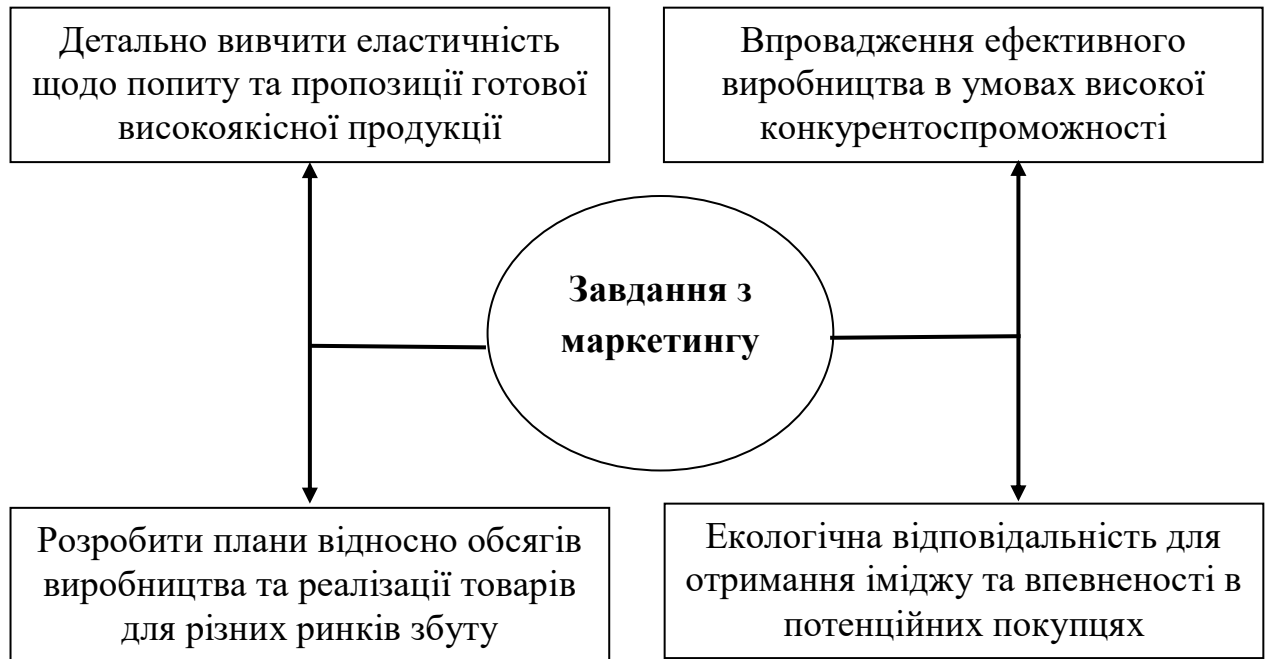 Детально вивчити еластичність
щодо попиту та пропозиції готової
високоякісної продукції
Впровадження ефективного
виробництва в умовах високої
конкурентоспроможності
Завдання з
маркетингу
Розробити плани відносно обсягів
виробництва та реалізації товарів
для різних ринків збуту
Екологічна відповідальність для
отримання іміджу та впевненості в
потенційних покупцях